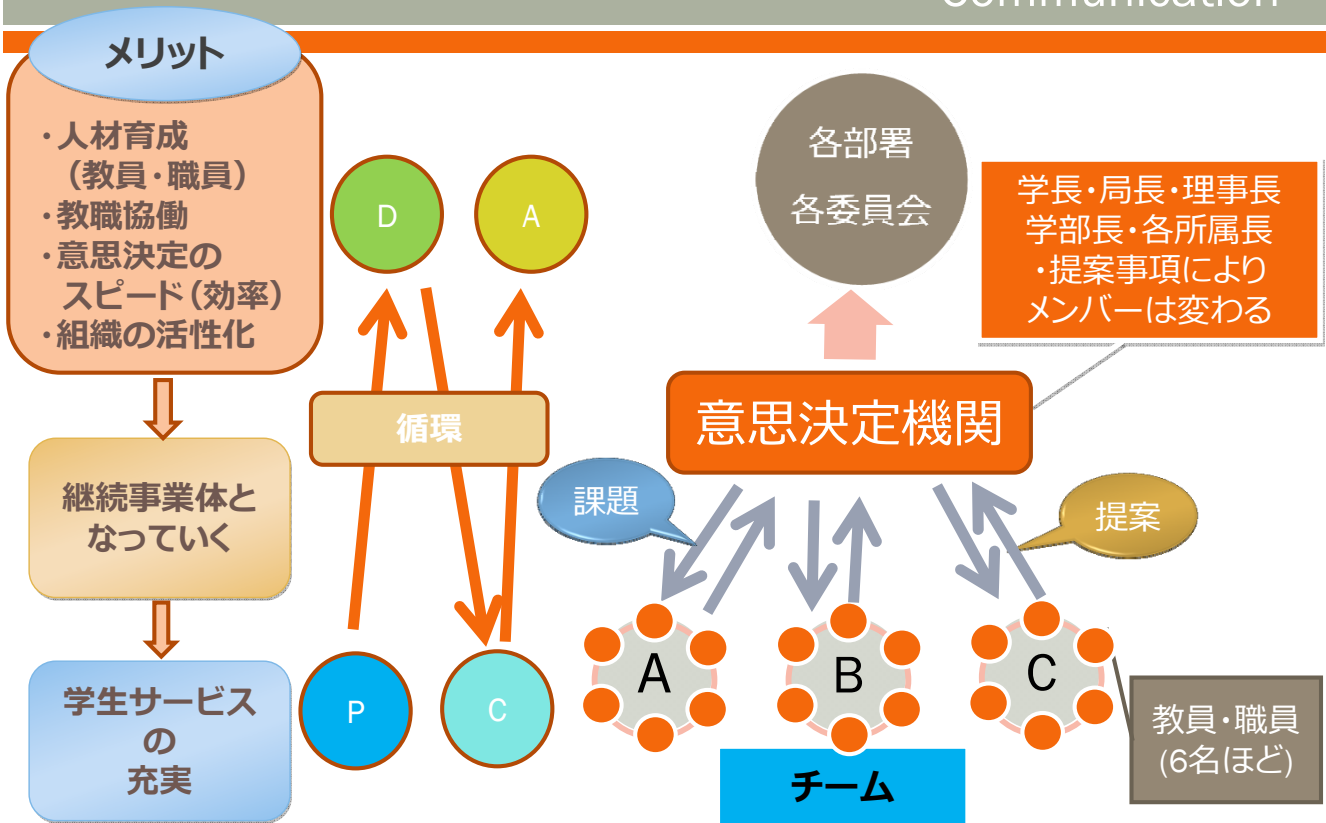 Communication
メリット
・人材育成
（教員・職員）
・教職協働
・意思決定の
スピード（効率）
・組織の活性化
継続事業体と
なっていく
学生サービス
の
充実
D
A
循環
P
C
各部署
各委員会
学長・局長・理事長
学部長・各所属長
・提案事項により
メンバーは変わる
意思決定機関
課題
提案
A
B
C
チーム
教員・職員
(6名ほど)